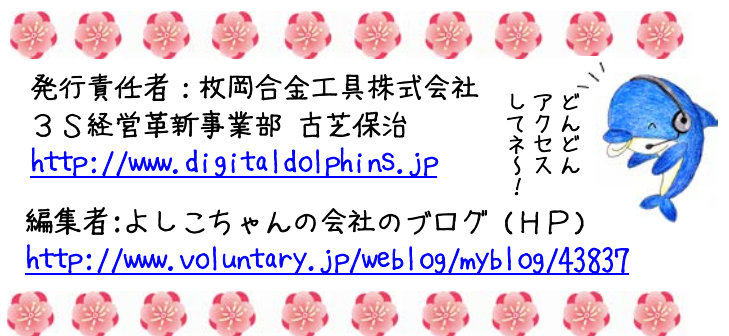 発行責任者：枚岡合金工具株式会社
３Ｓ経営革新事業部 古芝保治
http://www.digitaldolphins.jp
どんどん
アクセス
してネ～！
編集者:よしこちゃんの会社のブログ（ＨＰ）
http://www.voluntary.jp/weblog/myblog/43837